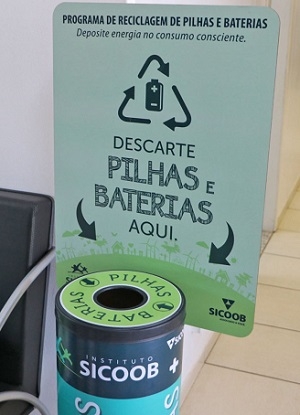 PROGRAMA DE RECICLAGEM DE PILHAS E BATERIAS
Deposite energia no consumo consciente.
DESCARTE
PILHAS E
BATERIAS
AQUI.
SICOOB
PILHAS
BATERIAS
INSTITUTO
SICOOB